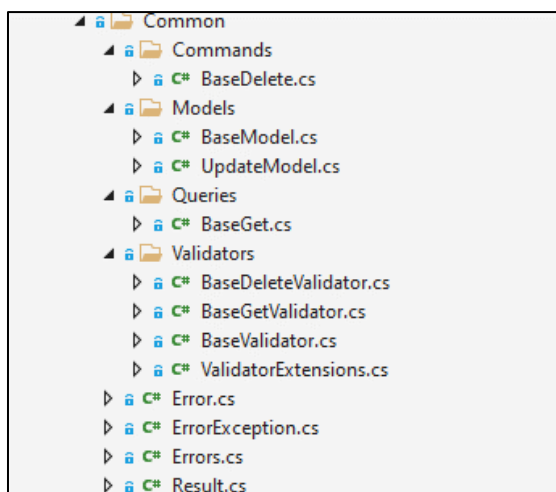 Common
Commands
C# BaseDelete.cs
Models
C# BaseModel.cs
C# UpdateModel.cs
Queries
C# BaseGet.cs
Validators
C# BaseDeleteValidator.cs
C# BaseGetValidator.cs
C# BaseValidator.cs
C# ValidatorExtensions.cs
C# Error.cs
C# ErrorException.cs
C# Errors.cs
C# Result.cs